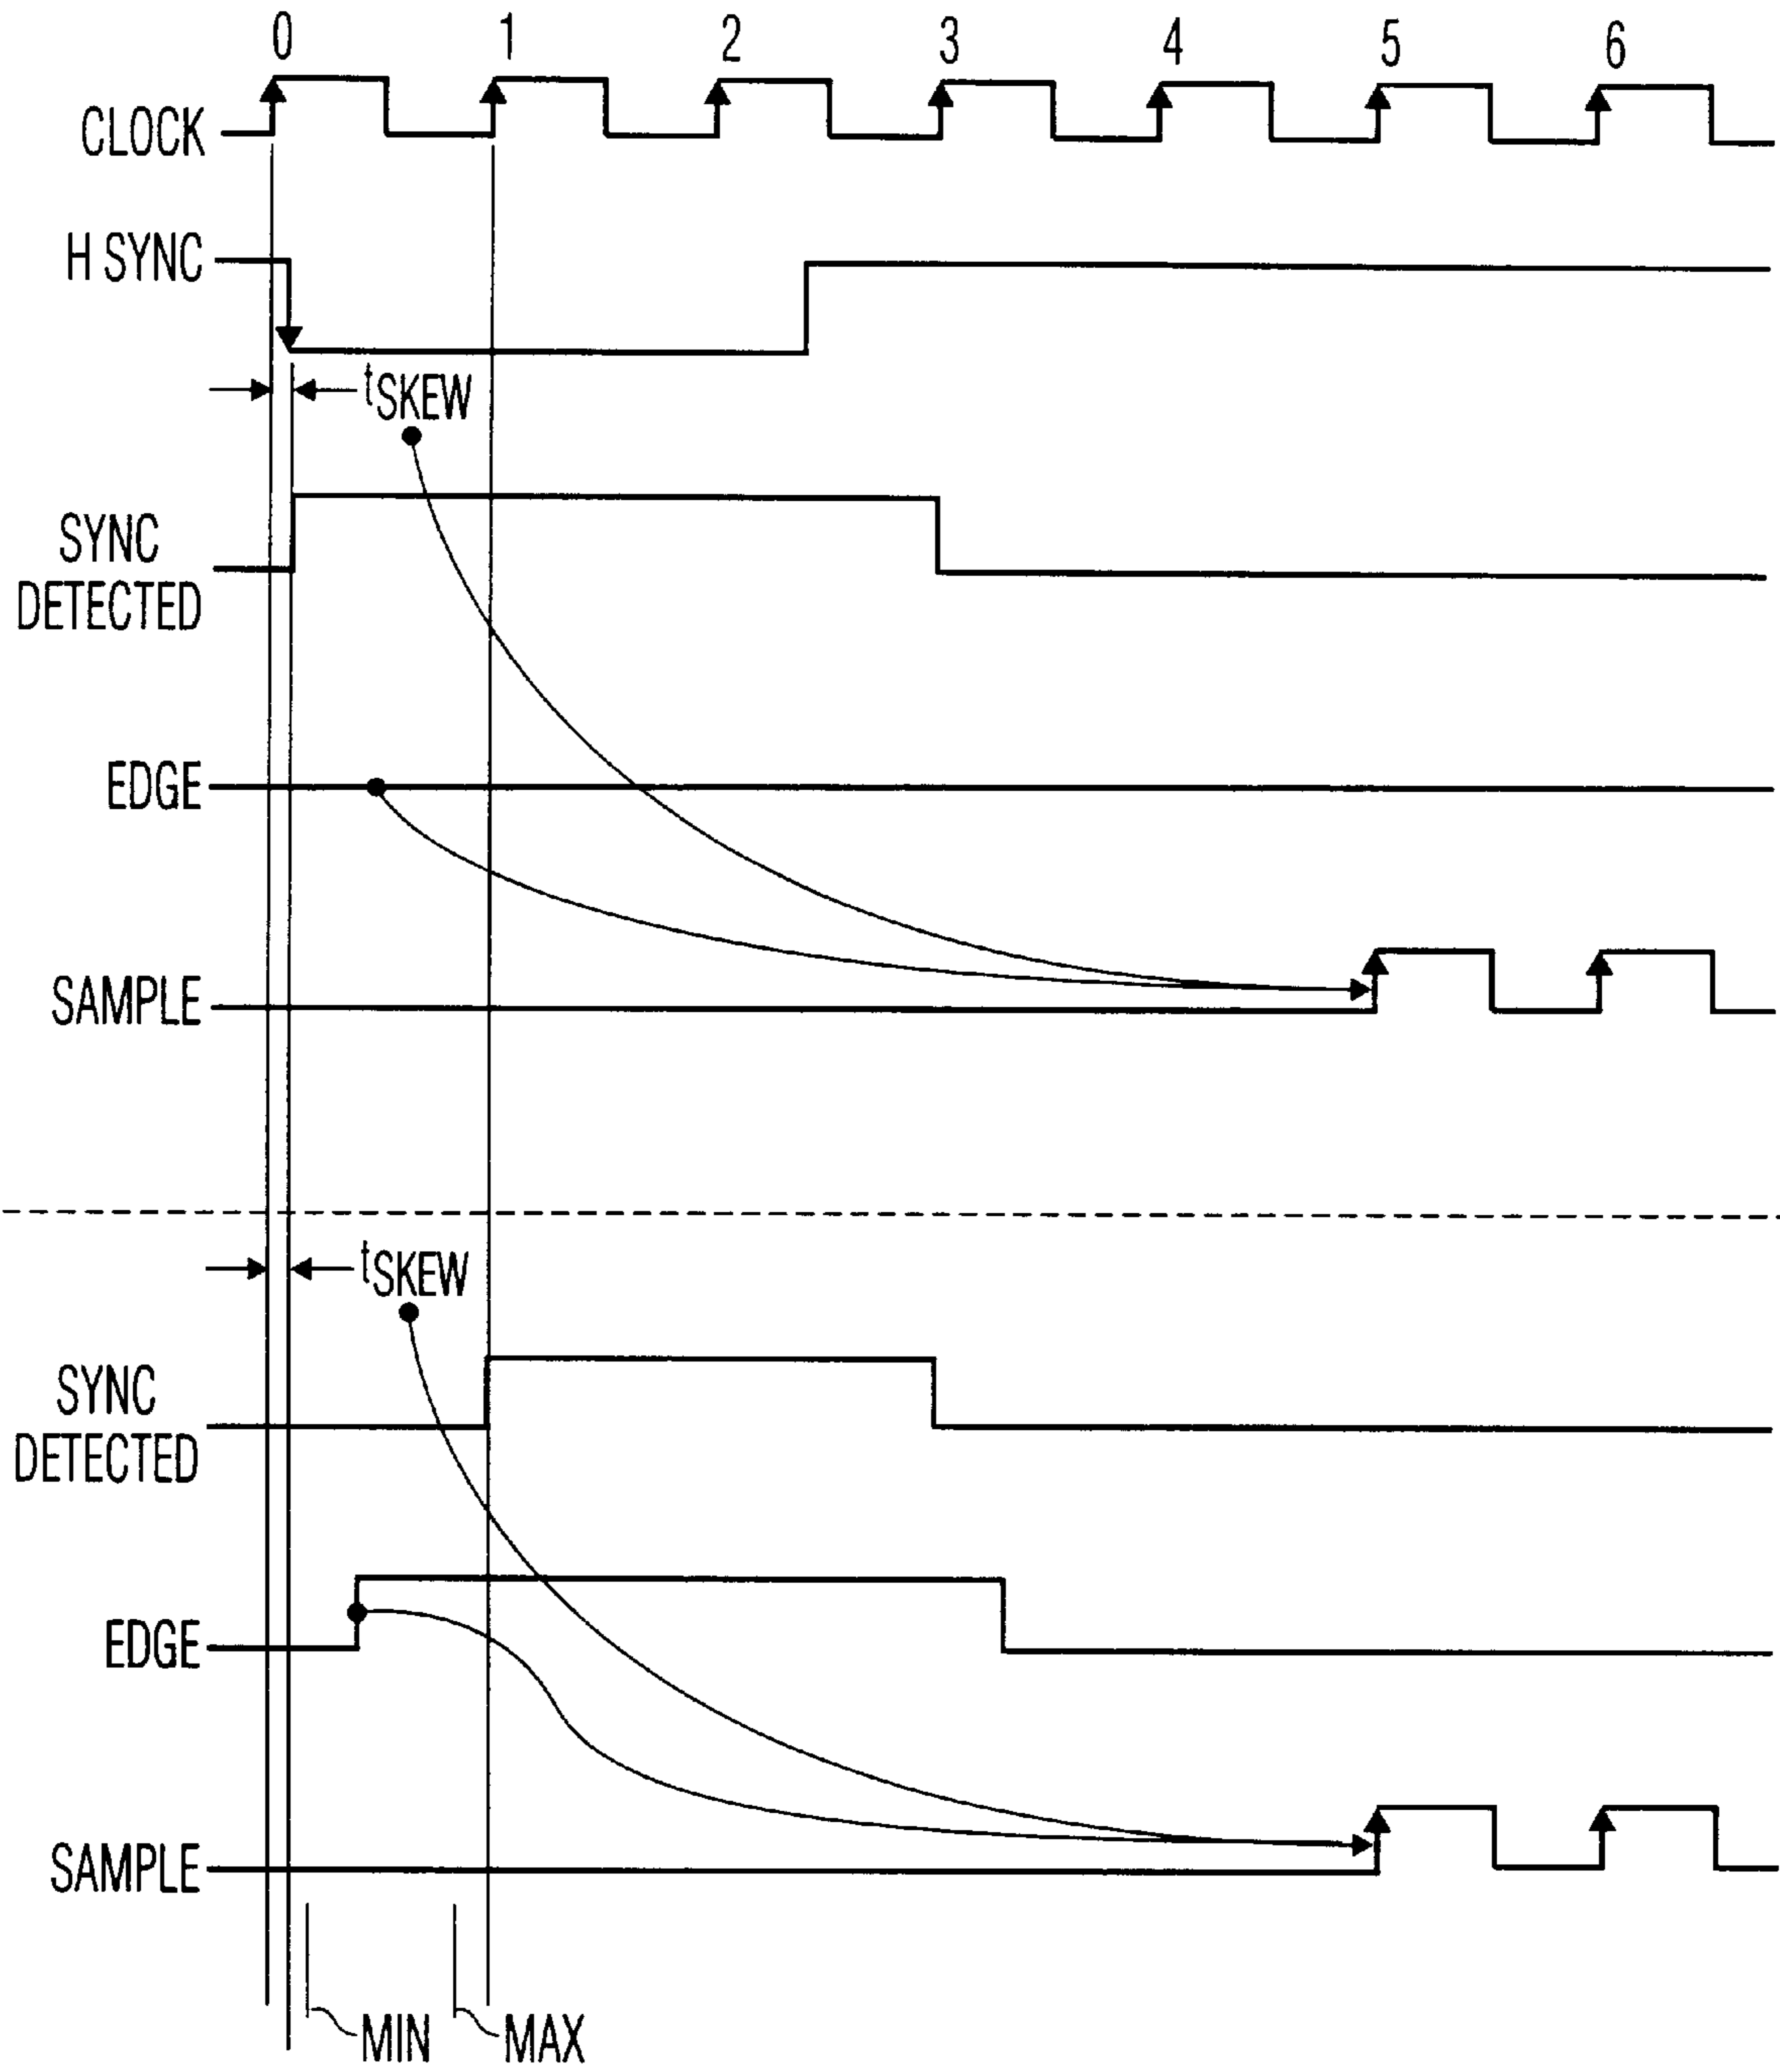 0 1 2 3 4 5 6
CLOCK
H SYNC
tSKEW
SYNC
DETECTED
EDGE
SAMPLE
tSKEW
SYNC
DETECTED
EDGE
SAMPLE
MIN MAX